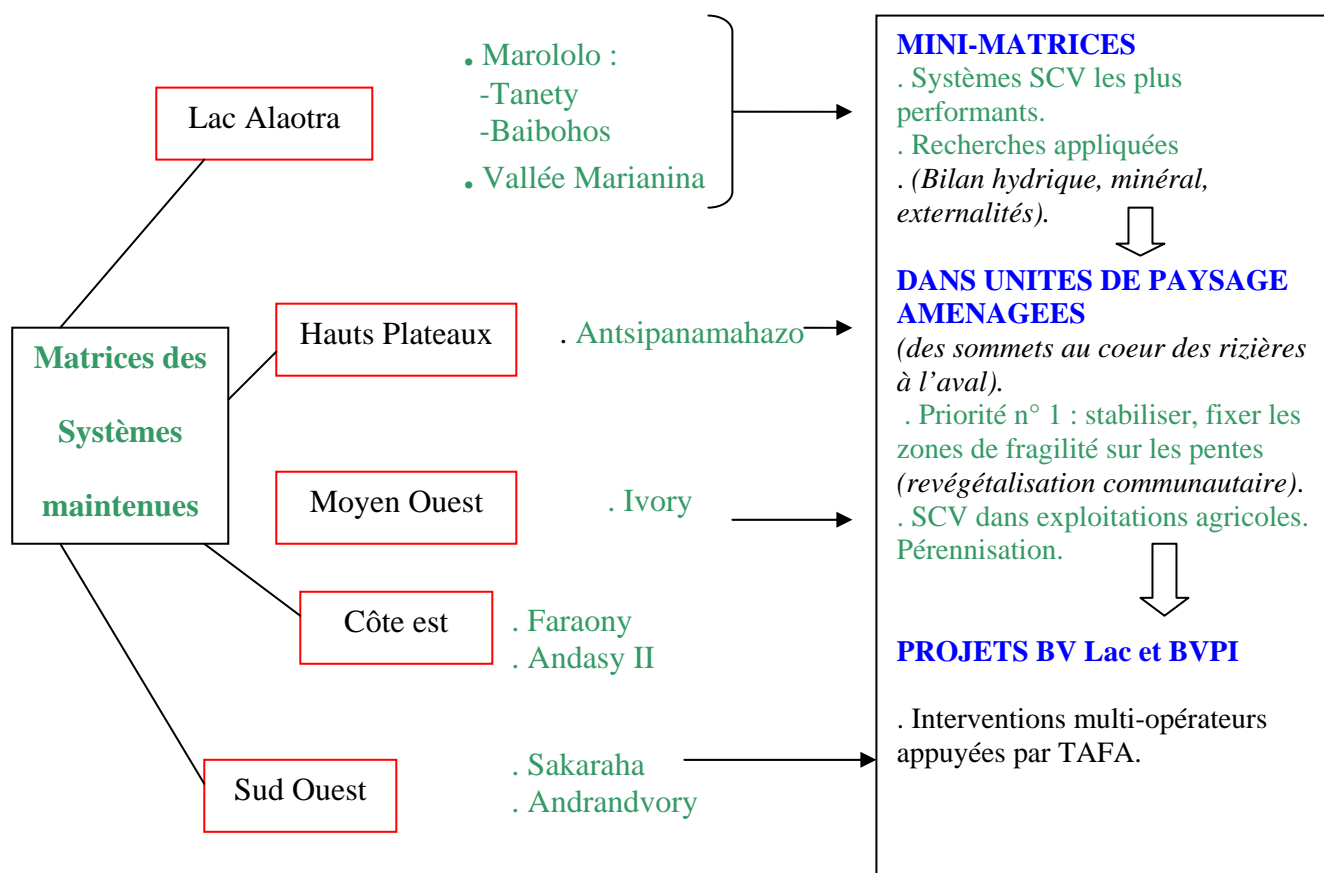 Matrices des
Systèmes
maintenues
Lac Alaotra
. Marololo :
-Tanety
-Baibohos
. Vallée Marianina
Hauts Plateaux
. Antsipanamahazo
Moyen Ouest
. Ivory
Côte est
. Faraony
. Andasy II
Sud Ouest
. Sakaraha
. Andrandvory
MINI-MATRICES
. Systèmes SCV les plus
performants.
. Recherches appliquées
. (Bilan hydrique, minéral,
externalités).
DANS UNITES DE PAYSAGE
AMENAGEES
(des sommets au coeur des rizières
à l’aval).
. Priorité n° 1 : stabiliser, fixer les
zones de fragilité sur les pentes
(revégétalisation communautaire).
. SCV dans exploitations agricoles.
Pérennisation.
PROJETS BV Lac et BVPI
. Interventions multi-opérateurs
appuyées par TAFA.